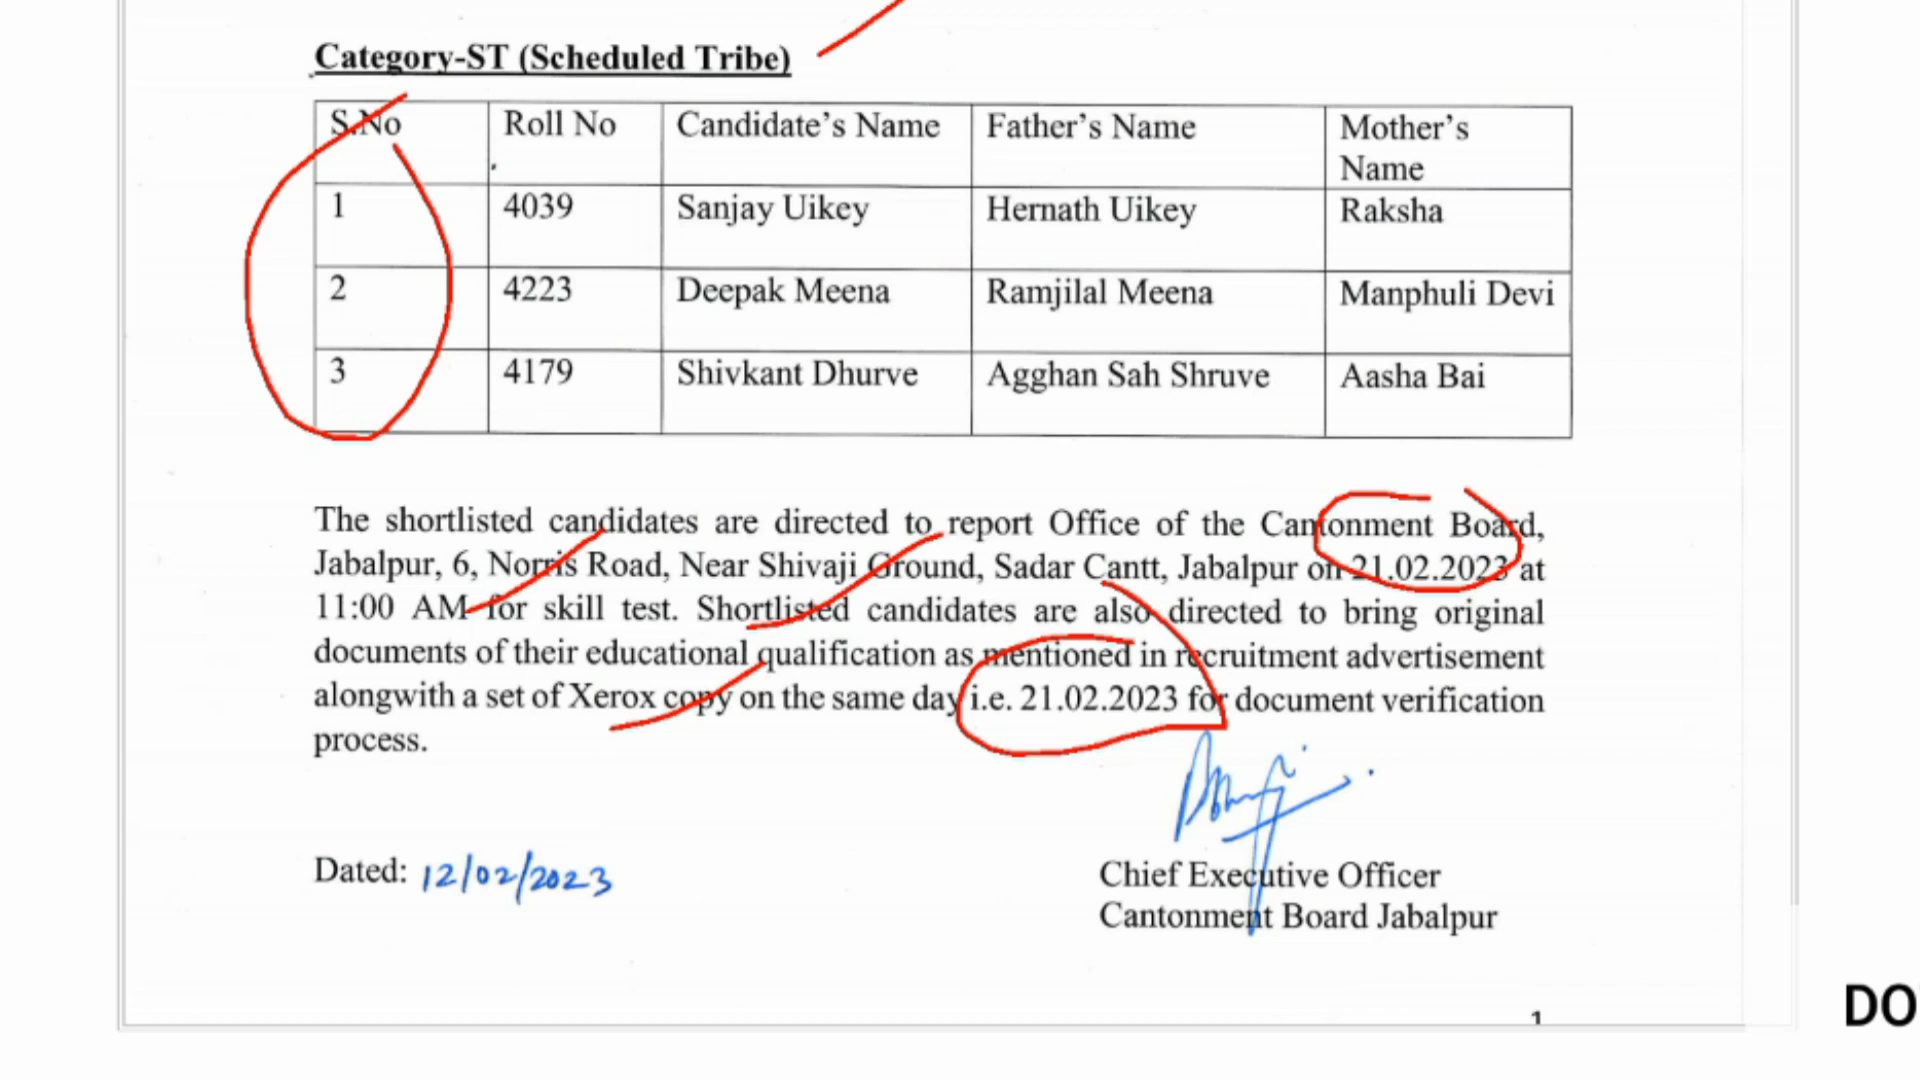 Category-ST (Scheduled Tribe)
S.No Roll No Candidate's Name Father's Name Mother's Name
1 4039 Sanjay Uikey Hernath Uikey Raksha
2 4223 Deepak Meena Ramjilal Meena Manphuli Devi
3 4179 Shivkant Dhurve Agghan Sah Shruve Aasha Bai
The shortlisted candidates are directed to report Office of the Cantonment Board,
Jabalpur, 6, Norris Road, Near Shivaji Ground, Sadar Cantt, Jabalpur on 21.02.2023 at
11:00 AM for skill test. Shortlisted candidates are also directed to bring original
documents of their educational qualification as mentioned in recruitment advertisement
alongwith a set of Xerox copy on the same day i.e. 21.02.2023 for document verification
process.
Dated: 12/02/2023
Chief Executive Officer
Cantonment Board Jabalpur
1
DO